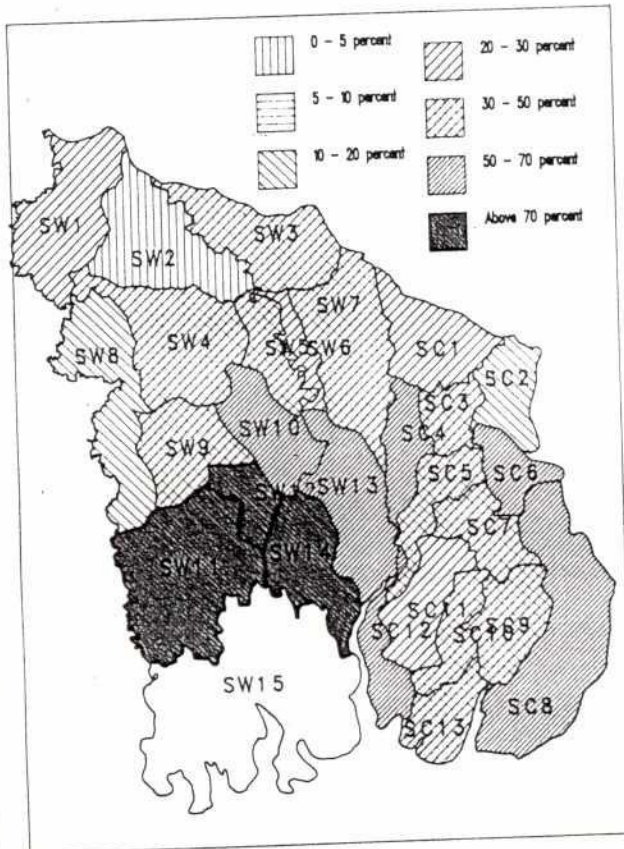 0 - 5 percent
20 - 30 percent
5 - 10 percent
30 - 50 percent
10 - 20 percent
50 - 70 percent
Above 70 percent
SW1
SW2
SW3
SW7
SW8
SW4
SW5
SW6
SC1
SC2
SC3
SC4
SW10
SW9
SC5
SC6
SW13
SC7
SW11
SW14
SC11
SC9
SC12
SW15
SC8
SC13